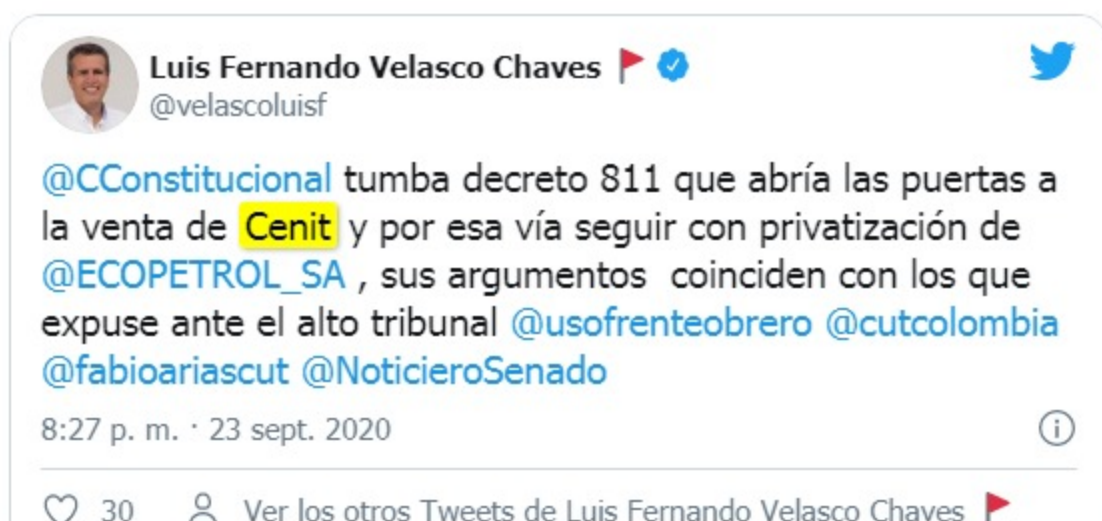 Luis Fernando Velasco Chaves
@velascoluisf
@CConstitucional tumba decreto 811 que abría las puertas a
la venta de Cenit y por esa vía seguir con privatización de
@ECOPETROL_SA , sus argumentos  coinciden con los que
expuse ante el alto tribunal @usofrenteobrero @cutcolombia
@fabioariascut @NoticieroSenado
8:27 p. m. · 23 sept. 2020
30 Ver los otros Tweets de Luis Fernando Velasco Chaves